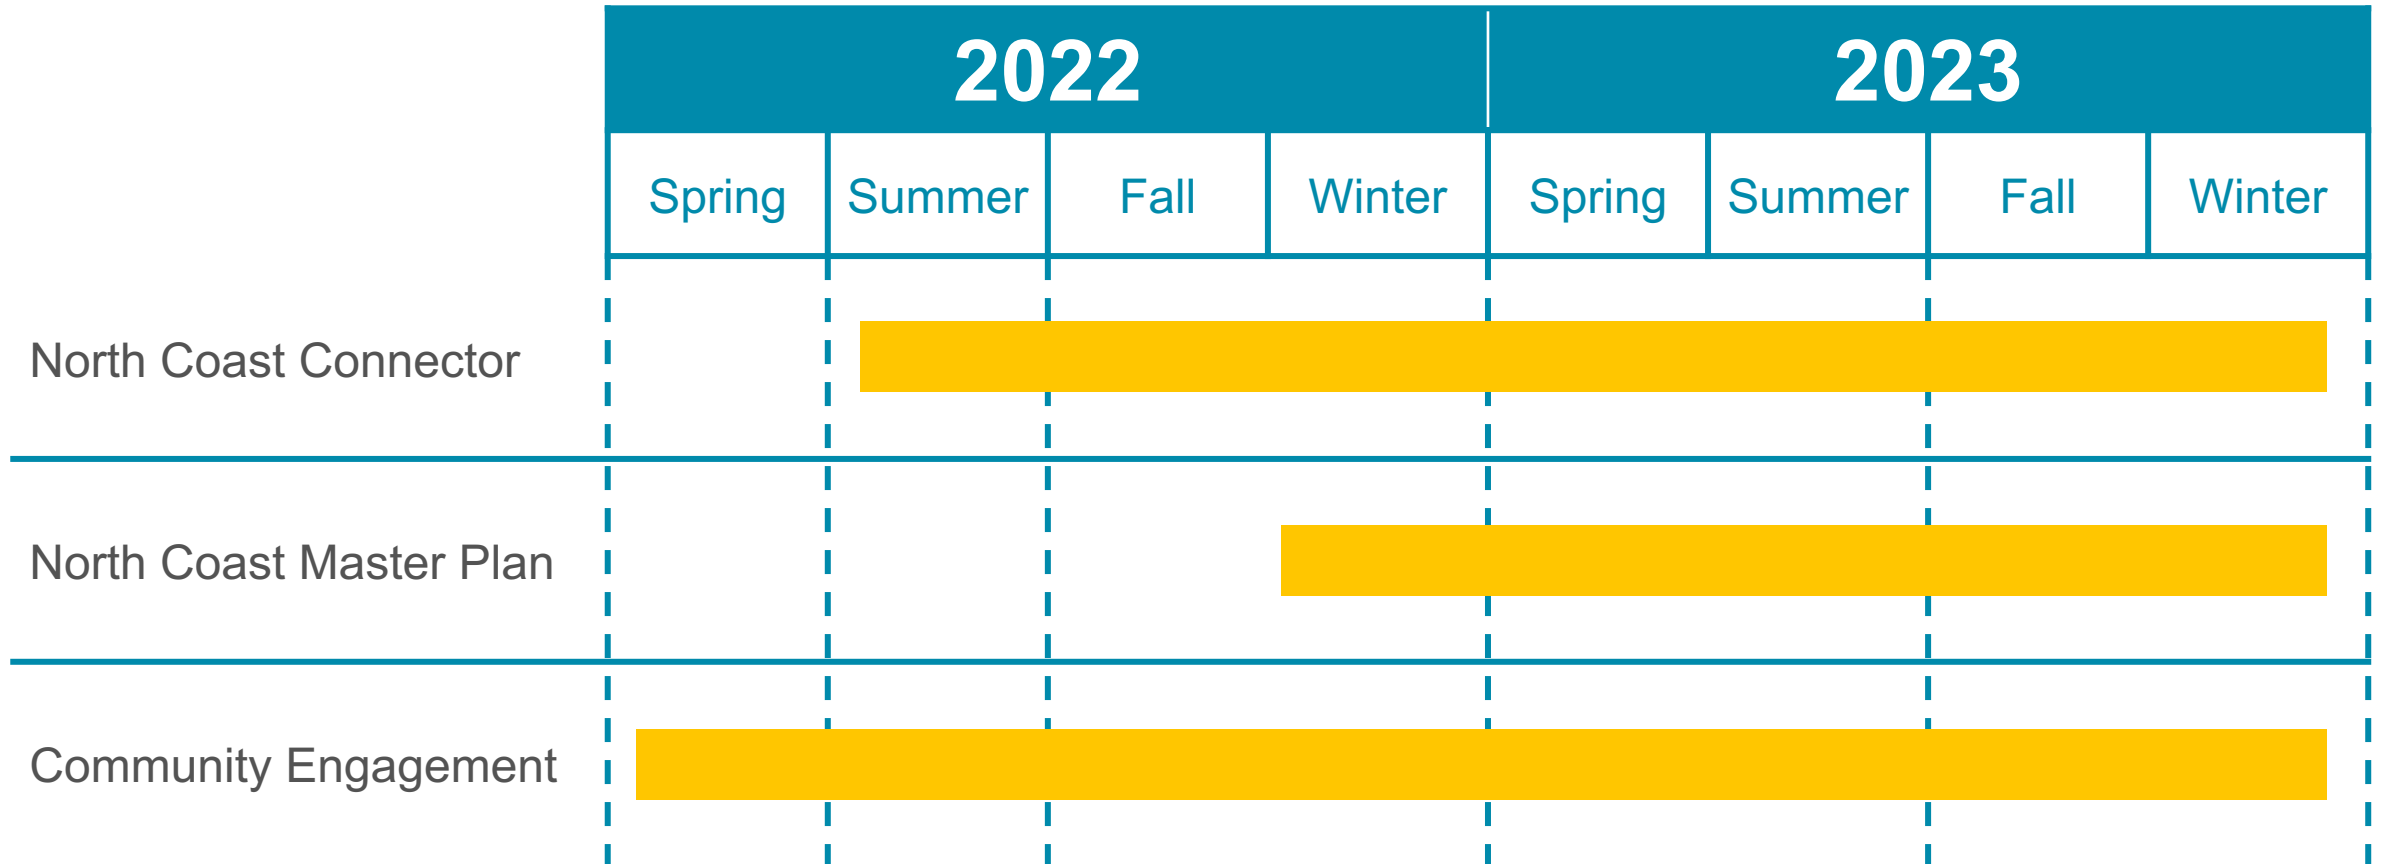 2022 2023
Spring Summer Fall Winter Spring Summer Fall Winter
North Coast Connector
North Coast Master Plan
Community Engagement